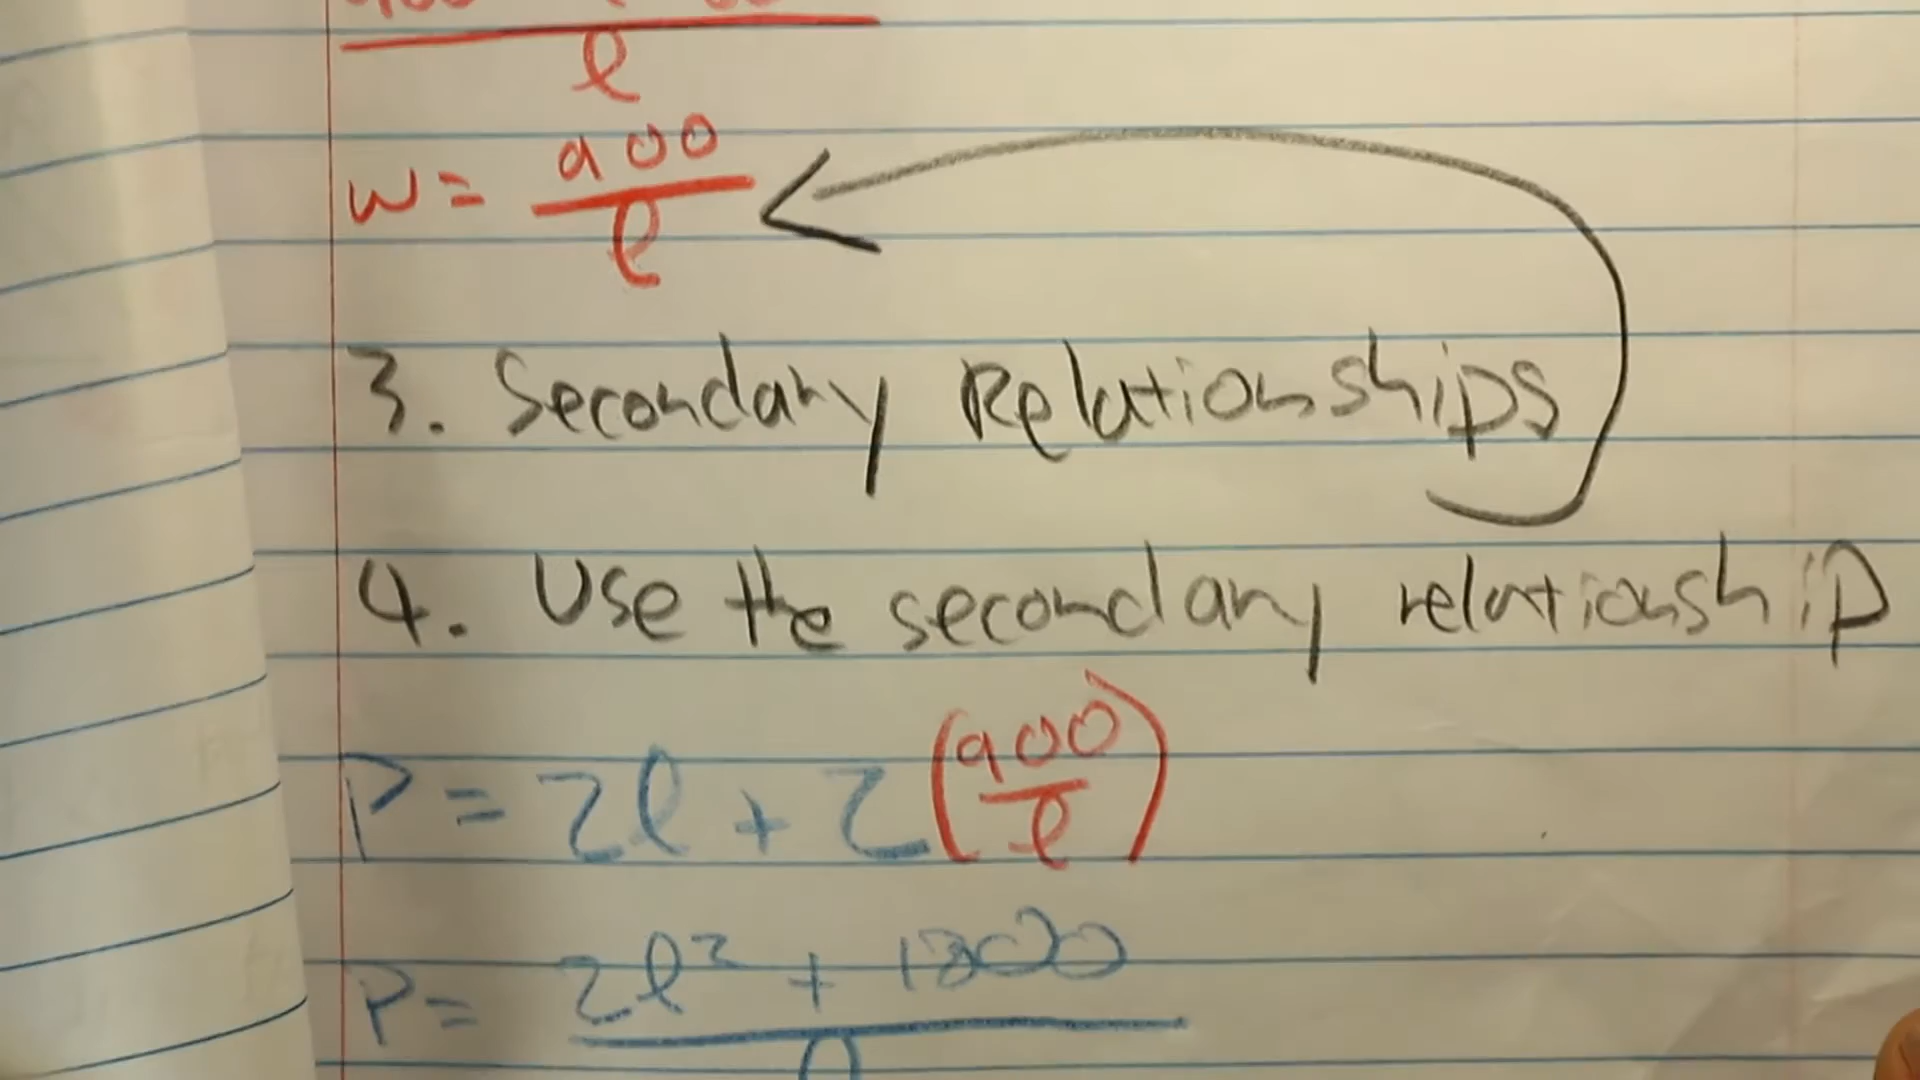 l
w = 900/l
3. Secondary Relationships
4. Use the secondary relationship
P = 2l + 2(900/l)
P = 2l² + 1800/l